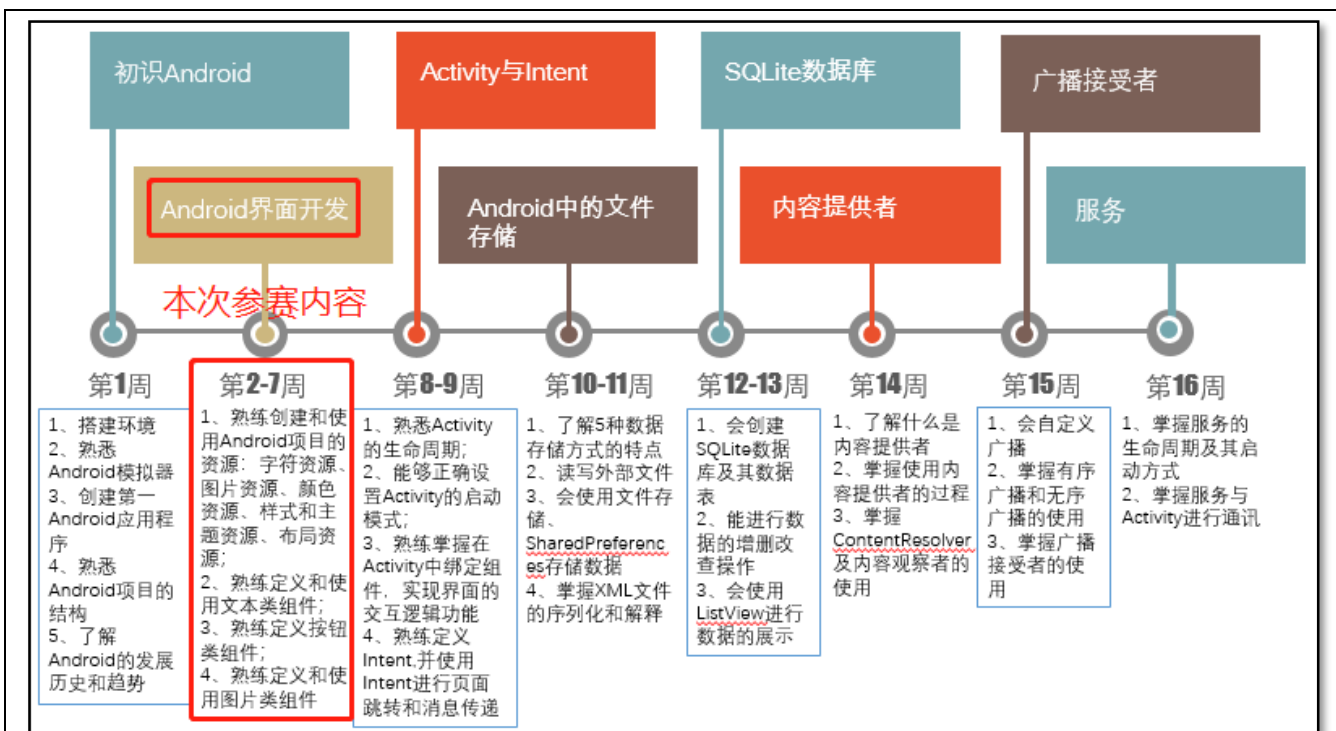 初识Android
Activity与Intent
SQLite数据库
广播接受者
Android界面开发
Android中的文件
存储
内容提供者
服务
本次参赛内容
第1周
第2-7周
第8-9周
第10-11周
第12-13周
第14周
第15周
第16周
1、搭建环境
2、熟悉
Android模拟器
3、创建第一
Android应用程
序
4、熟悉
Android项目的
结构
5、了解
Android的发展
历史和趋势
1、熟练创建和使
用Android项目的
资源：字符资源、
图片资源、颜色
资源、样式和主
题资源、布局资
源；
2、熟练定义和使
用文本类组件；
3、熟练定义按钮
类组件；
4、熟练定义和使
用图片类组件
1、熟悉Activity
的生命周期；
2、能够正确设
置Activity的启动
模式；
3、熟练掌握在
Activity中绑定组
件，实现界面的
交互逻辑功能
4、熟练定义
Intent,并使用
Intent进行页面
跳转和消息传递
1、了解5种数据
存储方式的特点
2、读写外部文件
3、会使用文件存
储、
SharedPreferenc
es存储数据
4、掌握XML文件
的序列化和解释
1、会创建
SQLite数据
库及其数据
表
2、能进行数
据的增删改
查操作
3、会使用
ListView进行
数据的展示
1、了解什么是
内容提供者
2、掌握使用内
容提供者的过程
3、掌握
ContentResolver
及内容观察者的
使用
1、会自定义
广播
2、掌握有序
广播和无序
广播的使用
3、掌握广播
接受者的使
用
1、掌握服务的
生命周期及其启
动方式
2、掌握服务与
Activity进行通讯